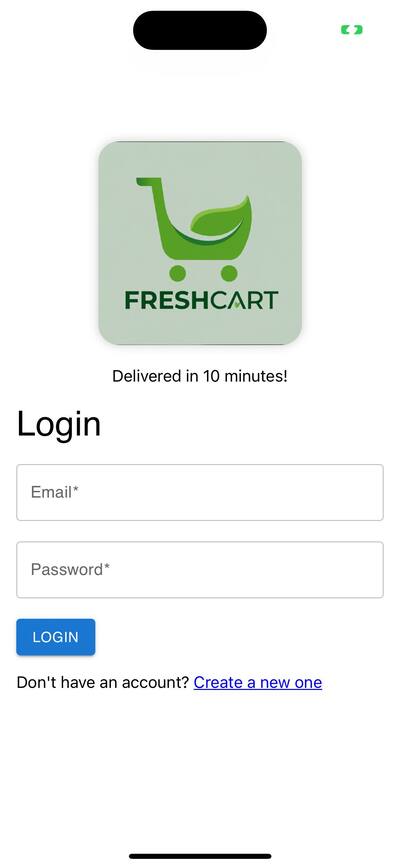 FRESHCART
Delivered in 10 minutes!
Login
Email*
Password*
LOGIN
Don't have an account? Create a new one